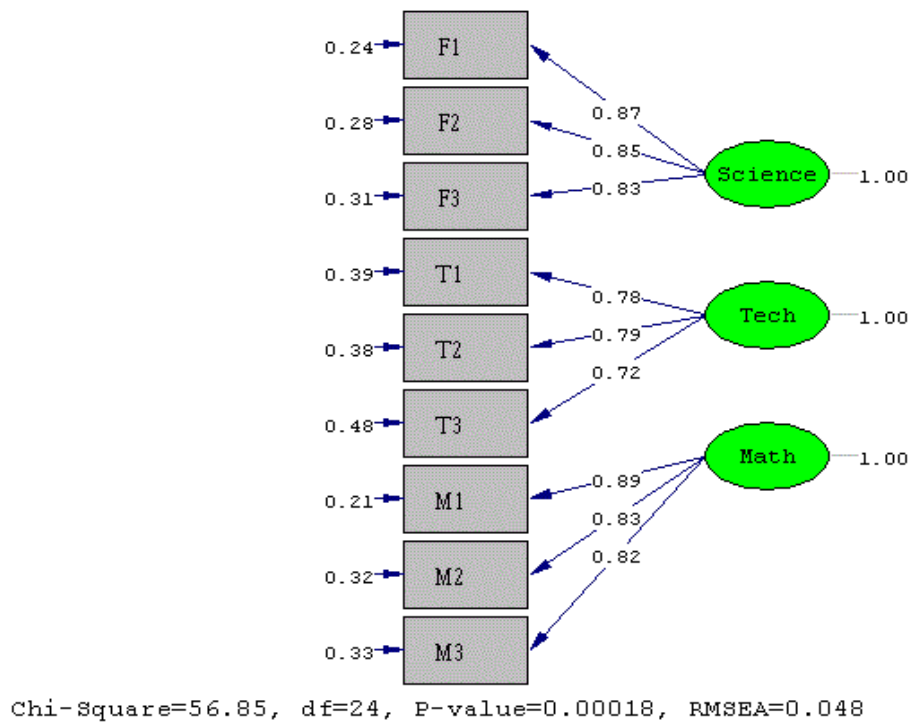 0.24 F1
0.87
0.28 F2
0.85
Science 1.00
0.31 F3
0.83
0.39 T1
0.78
0.79
Tech 1.00
0.38 T2
0.72
0.48 T3
Math 1.00
0.89
0.21 M1
0.83
0.82
0.32 M2
0.33 M3
Chi-Square=56.85, df=24, P-value=0.00018, RMSEA=0.048